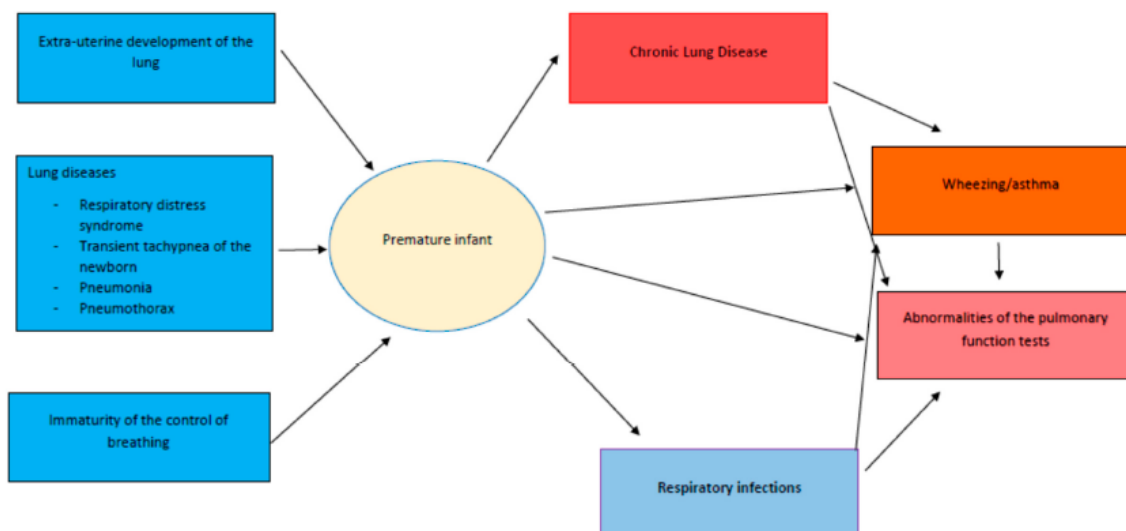 Extra-uterine development of the
lung
Chronic Lung Disease
Lung diseases
- Respiratory distress
syndrome
- Transient tachypnea of the
newborn
- Pneumonia
- Pneumothorax
Premature infant
Wheezing/asthma
Abnormalities of the pulmonary
function tests
Immaturity of the control of
breathing
Respiratory infections